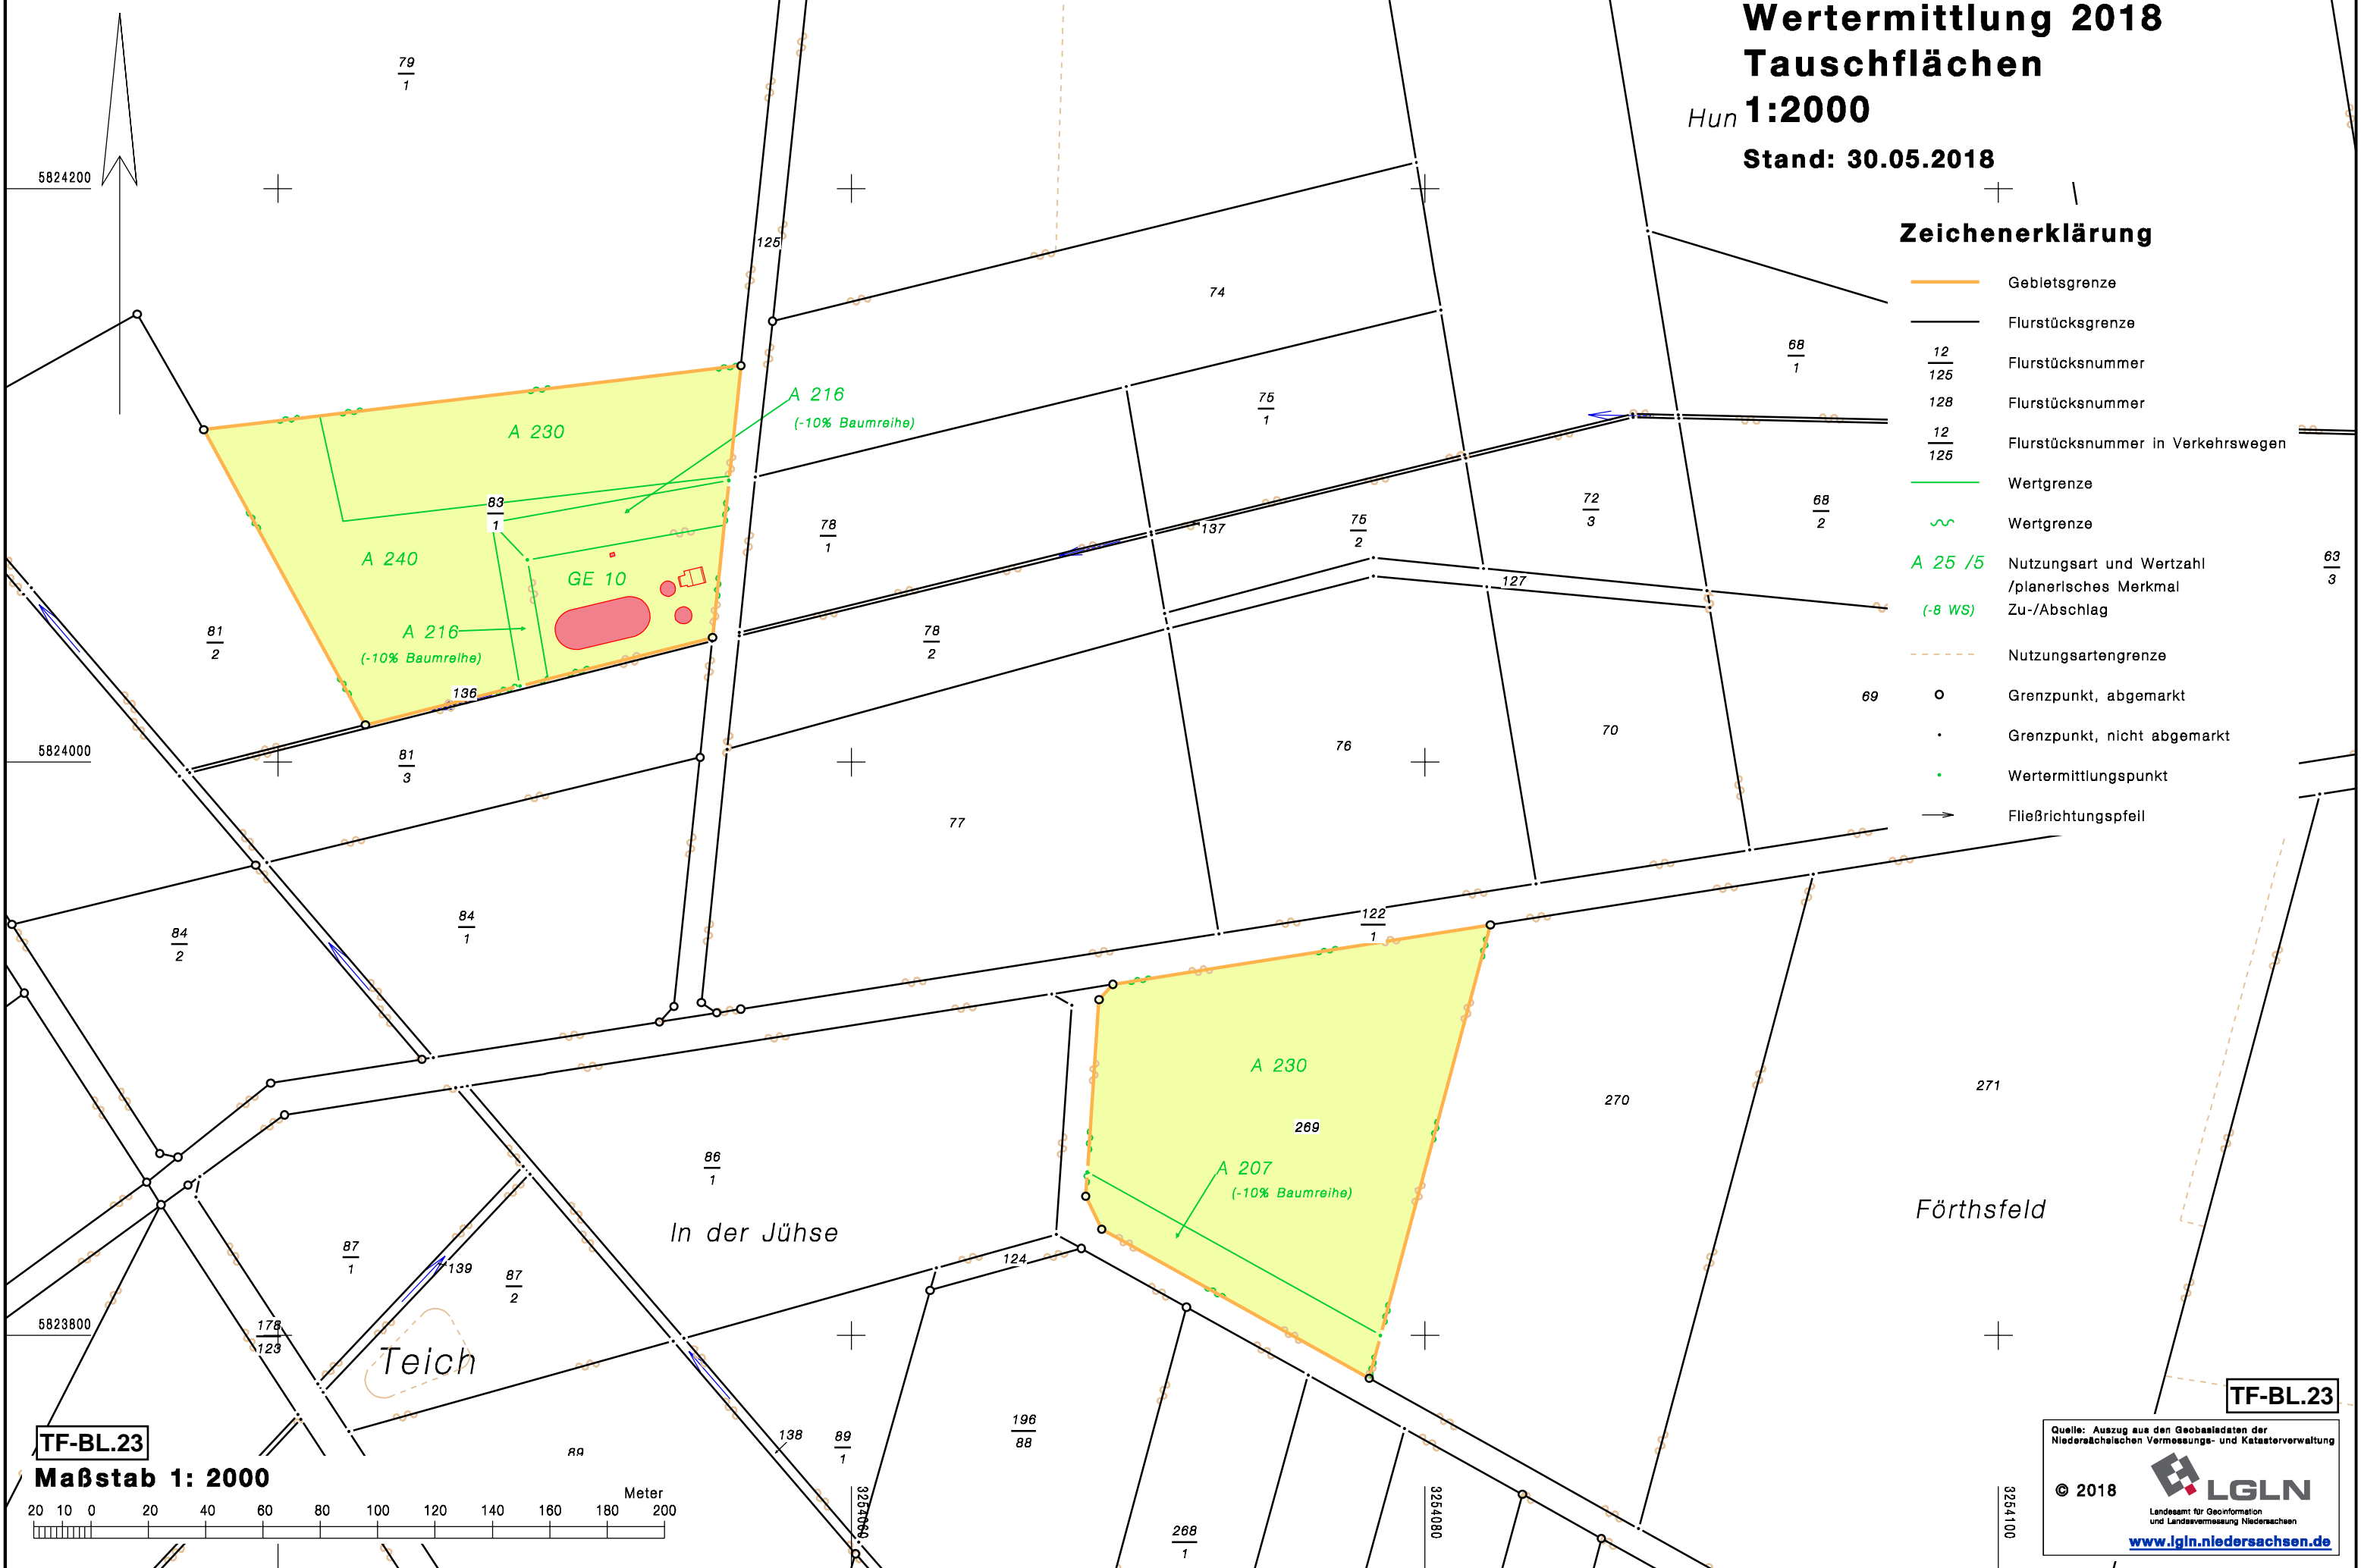 Wertermittlung 2018
Tauschflächen
1:2000
Stand: 30.05.2018
Hun
Zeichenerklärung
Gebietsgrenze
Flurstücksgrenze
12
125
Flurstücksnummer
128
Flurstücksnummer
12
125
Flurstücksnummer in Verkehrswegen
Wertgrenze
Wertgrenze
A 25 /5
Nutzungsart und Wertzahl
/planerisches Merkmal
(-8 WS)
Zu-/Abschlag
Nutzungsartengrenze
Grenzpunkt, abgemarkt
Grenzpunkt, nicht abgemarkt
Wertermittlungspunkt
Fließrichtungspfeil
79
1
5824200
125
74
68
1
A 216
(-10% Baumreihe)
A 230
75
1
83
1
78
1
137
75
2
72
3
68
2
63
3
A 240
GE 10
127
A 216
(-10% Baumreihe)
81
2
78
2
136
69
5824000
81
3
76
70
77
84
2
84
1
122
1
A 230
270
271
269
86
1
A 207
(-10% Baumreihe)
In der Jühse
Förthsfeld
87
1
139
87
2
124
5823800
178
123
Teich
138
89
1
196
88
89
268
1
TF-BL.23
Maßstab 1: 2000
Meter
20 10 0 20 40 60 80 100 120 140 160 180 200
3254080
3254100
TF-BL.23
Quelle: Auszug aus den Geobasisdaten der
Niedersächsischen Vermessungs- und Katasterverwaltung
© 2018
LGLN
Landesamt für Geoinformation
und Landesvermessung Niedersachsen
www.lgln.niedersachsen.de